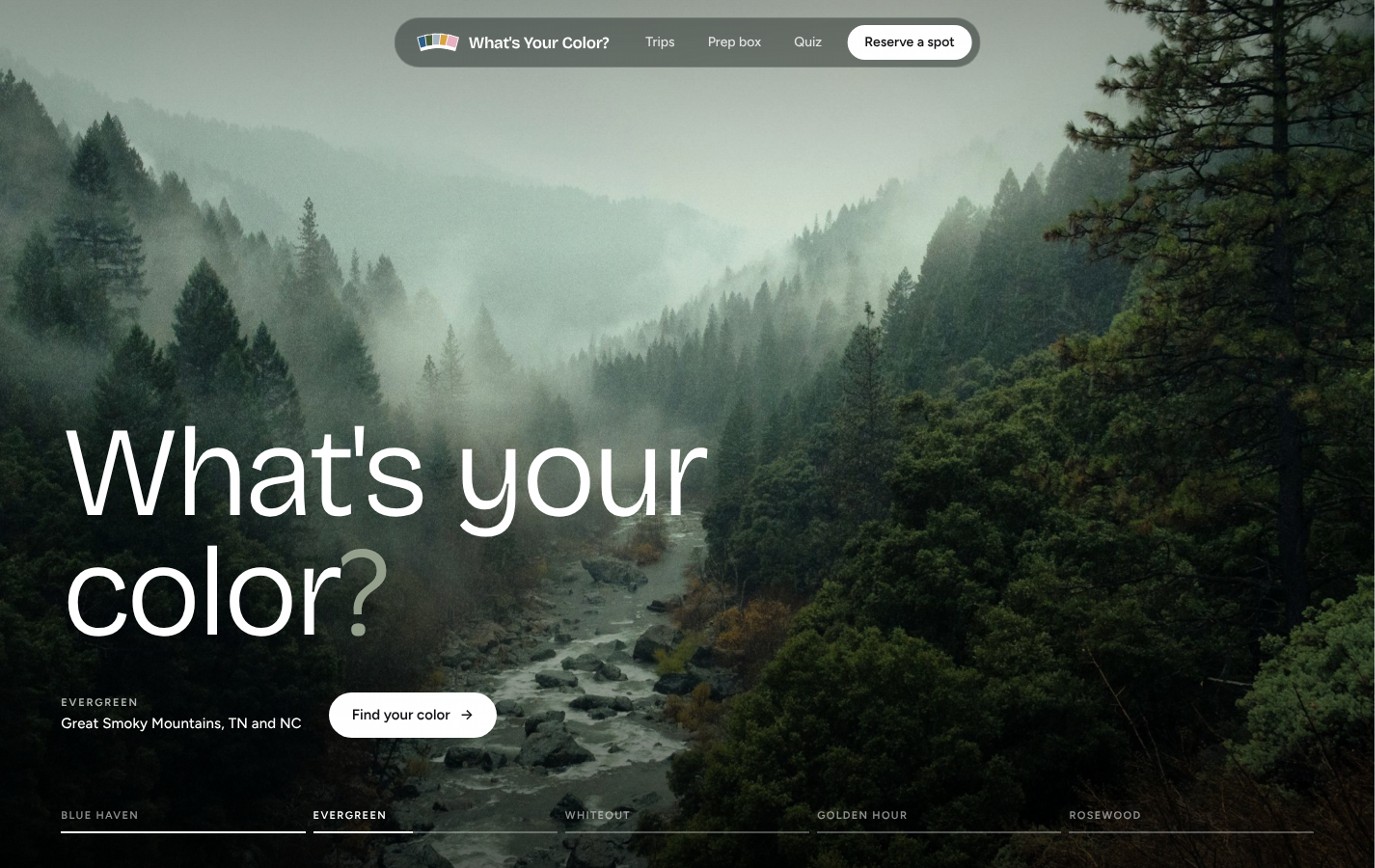 What's Your Color?
Trips
Prep box
Quiz
Reserve a spot
What's your
color?
EVERGREEN
Great Smoky Mountains, TN and NC
Find your color →
BLUE HAVEN
EVERGREEN
WHITEOUT
GOLDEN HOUR
ROSEWOOD